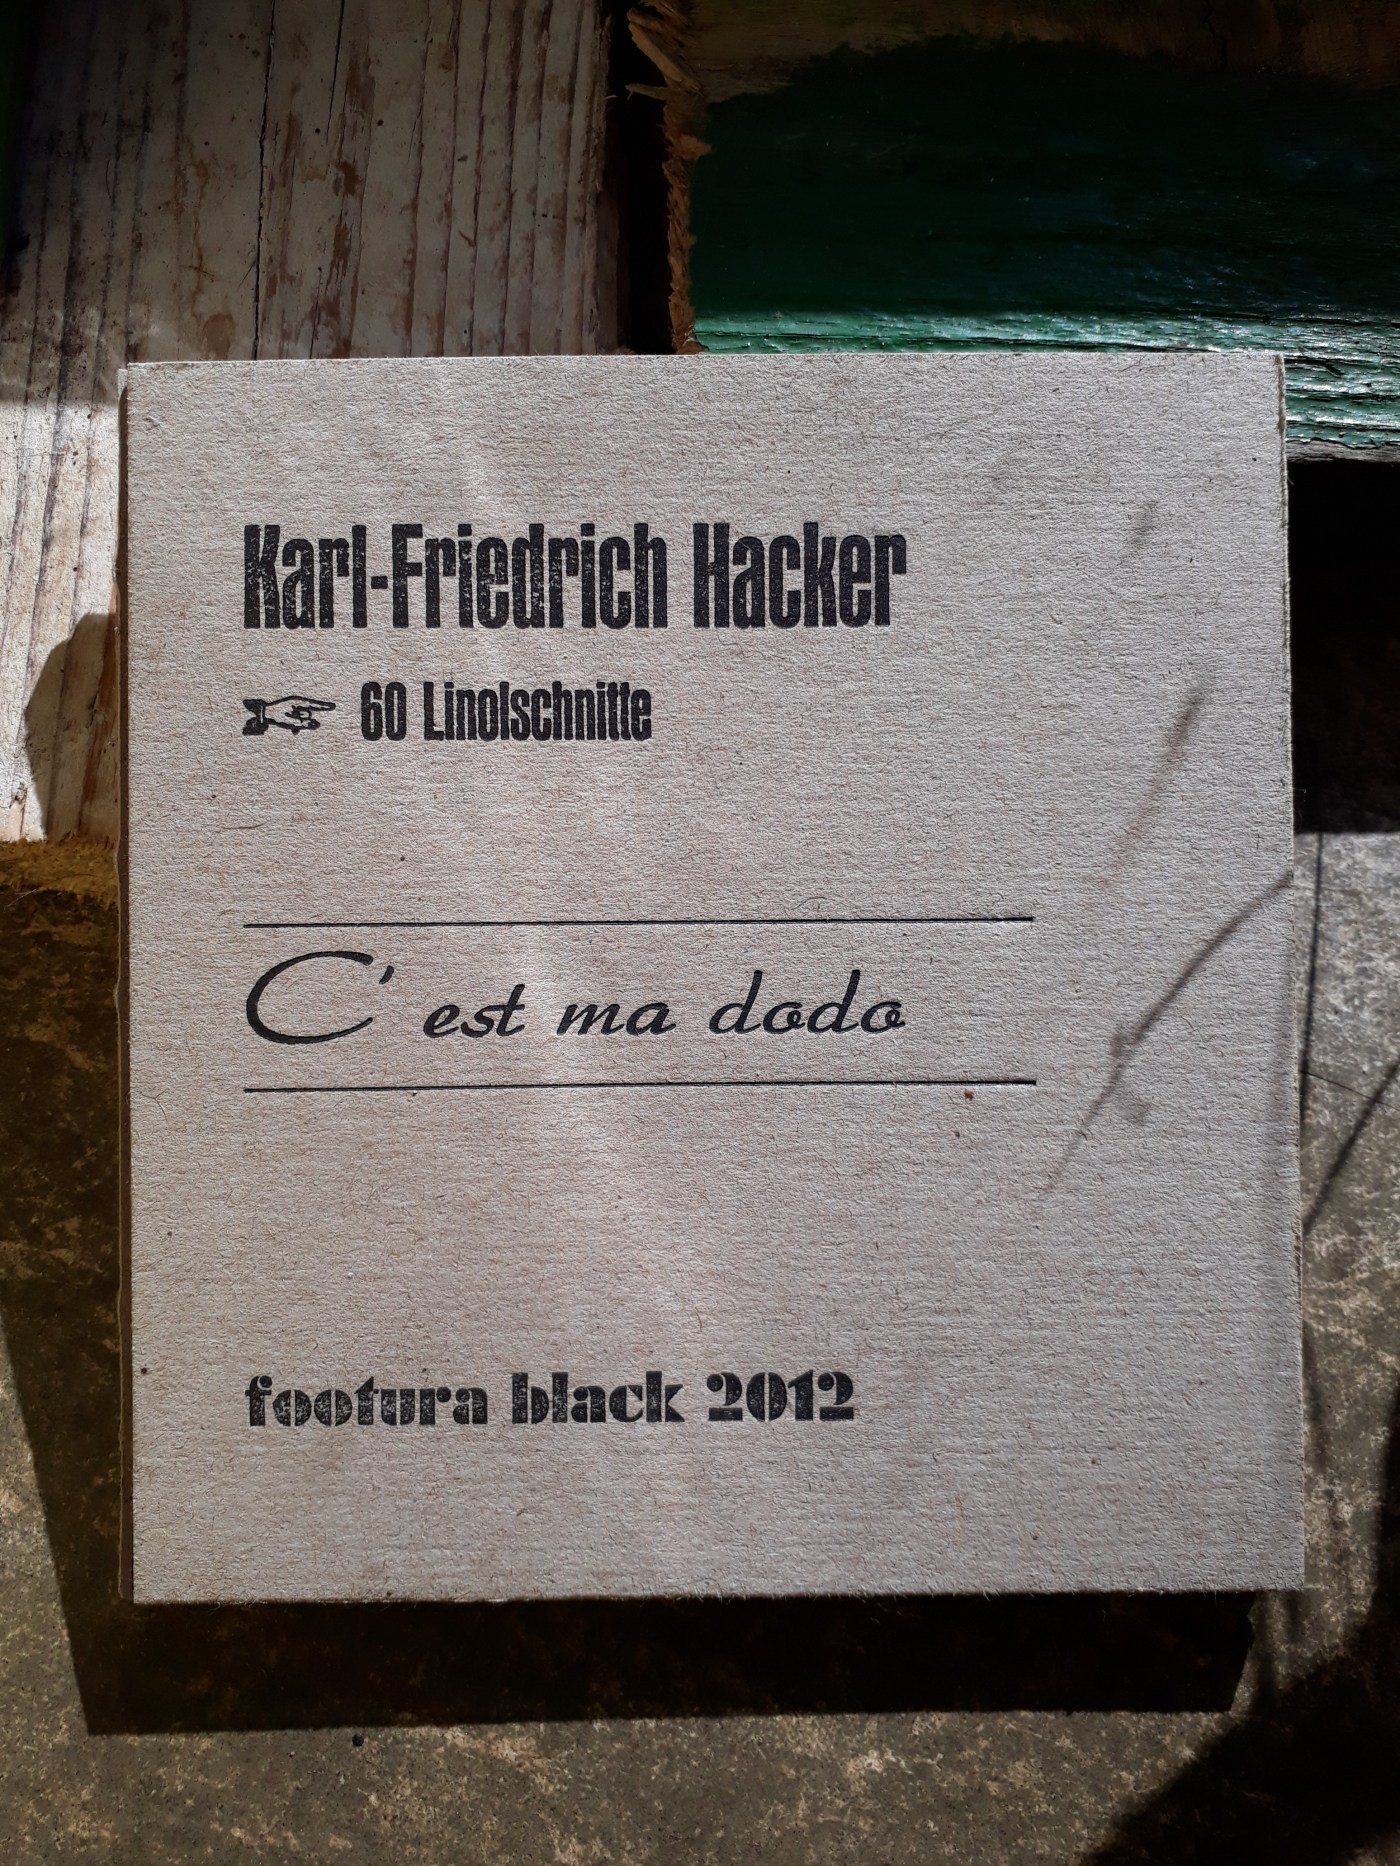 Karl-Friedrich Hacker
☞ 60 Linolschnitte
C' est ma dodo
footura black 2012